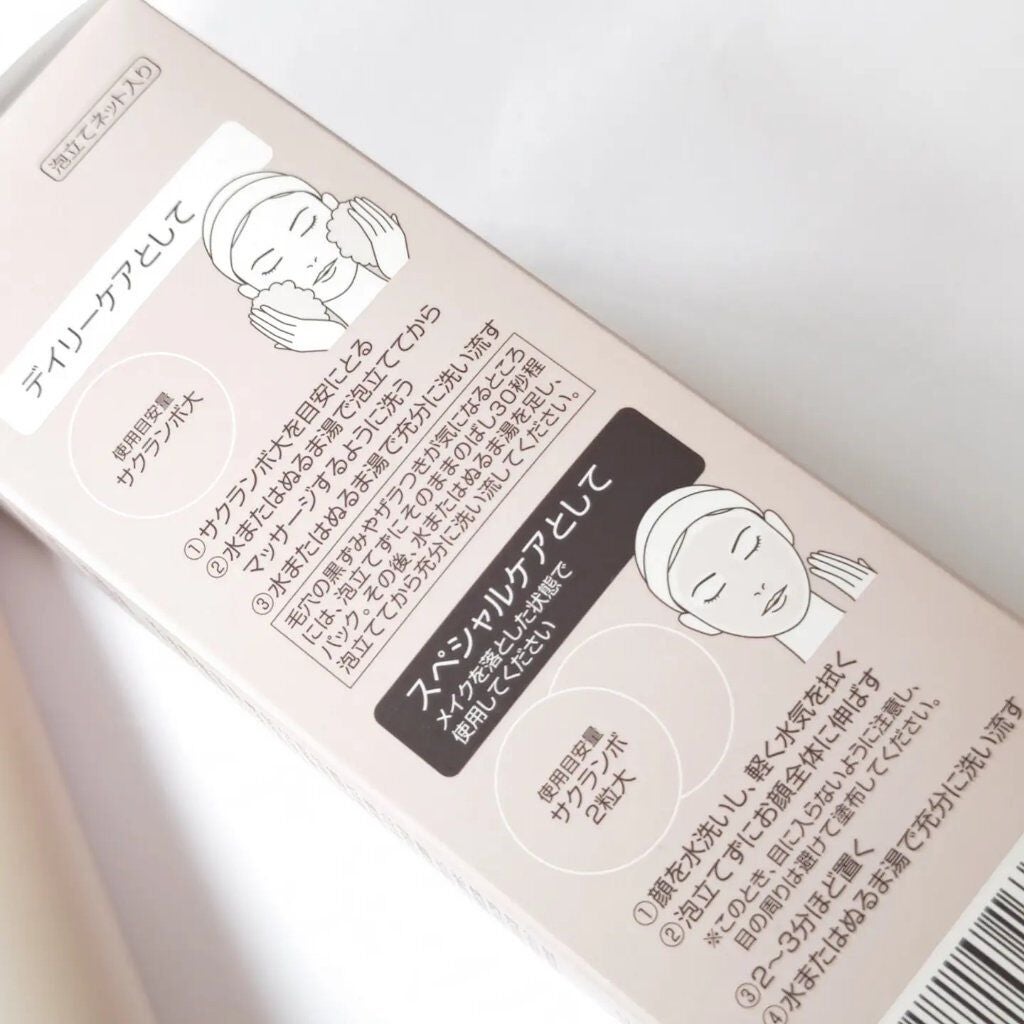 泡立てネット入り
デイリーケアとして
使用目安量
サクランボ大
①サクランボ大を目安にとる
②水またはぬるま湯で泡立ててから
マッサージするように洗う
③水またはぬるま湯で充分に洗い流す
毛穴の黒ずみやザラつきが気になるところ
には、泡立てずにそのままのばし30秒程
パック。その後、水またはぬるま湯を足し、
泡立ててから充分に洗い流してください。
スペシャルケアとして
メイクを落とした状態で
使用してください
使用目安量
サクランボ
2粒大
①顔を水洗いし、軽く水気を拭く
②泡立てずにお顔全体に伸ばす
※このとき、目に入らないように注意し、
目の周りは避けて塗布してください。
③2〜3分ほど置く
④水またはぬるま湯で充分に洗い流す